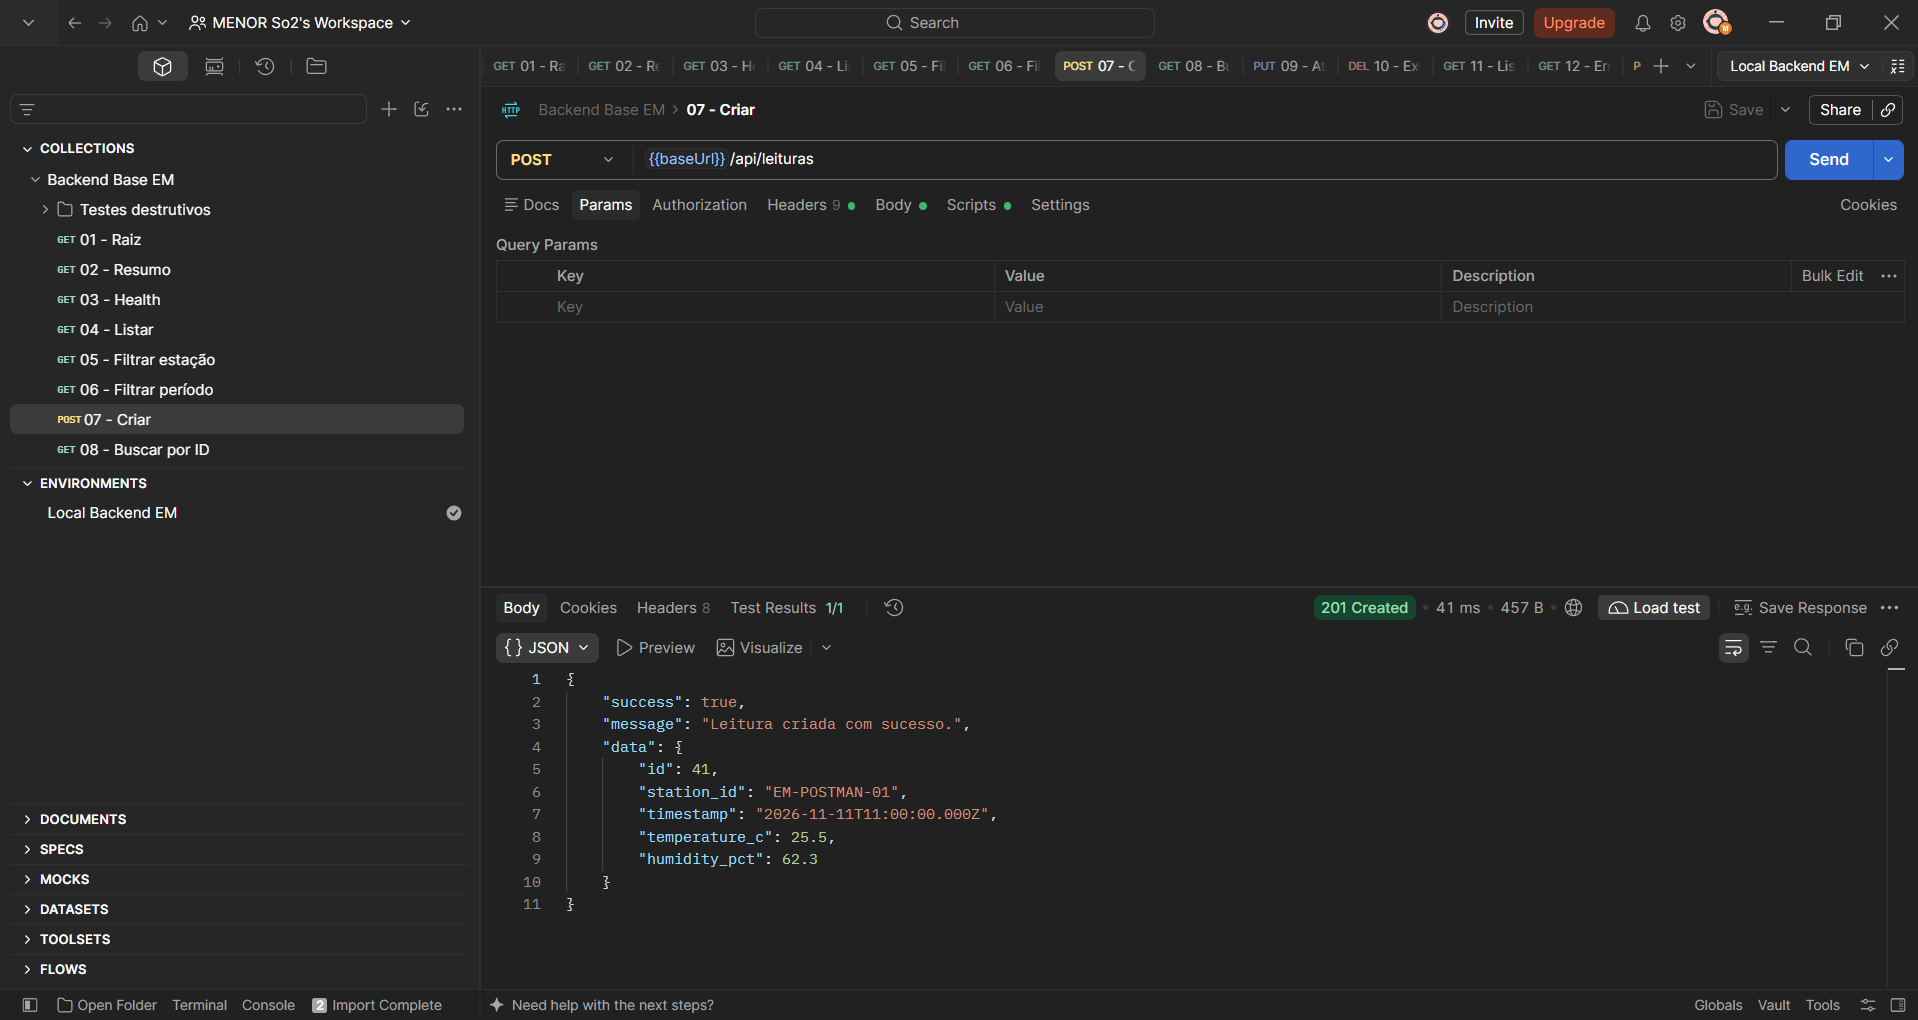 MENOR So2's Workspace
Search
Invite
Upgrade
GET 01 - Ra
GET 02 - Re
GET 03 - H
GET 04 - Li
GET 05 - Fil
GET 06 - Fil
POST 07 - C
GET 08 - Bu
PUT 09 - At
DEL 10 - Ex
GET 11 - Lis
GET 12 - Er
P
Local Backend EM
HTTP
Backend Base EM > 07 - Criar
Save
Share
COLLECTIONS
Backend Base EM
Testes destrutivos
GET 01 - Raiz
GET 02 - Resumo
GET 03 - Health
GET 04 - Listar
GET 05 - Filtrar estação
GET 06 - Filtrar período
POST 07 - Criar
GET 08 - Buscar por ID
ENVIRONMENTS
Local Backend EM
DOCUMENTS
SPECS
MOCKS
DATASETS
TOOLSETS
FLOWS
POST
{{baseUrl}} /api/leituras
Send
Docs
Params
Authorization
Headers 9
Body
Scripts
Settings
Cookies
Query Params
Key Value Description Bulk Edit
Key Value Description
Body
Cookies
Headers 8
Test Results 1/1
201 Created
41 ms
457 B
Load test
e.g. Save Response
{} JSON
Preview
Visualize
1 {
2 "success": true,
3 "message": "Leitura criada com sucesso.",
4 "data": {
5 "id": 41,
6 "station_id": "EM-POSTMAN-01",
7 "timestamp": "2026-11-11T11:00:00.000Z",
8 "temperature_c": 25.5,
9 "humidity_pct": 62.3
10 }
11 }
Open Folder
Terminal
Console
2 Import Complete
Need help with the next steps?
Globals
Vault
Tools